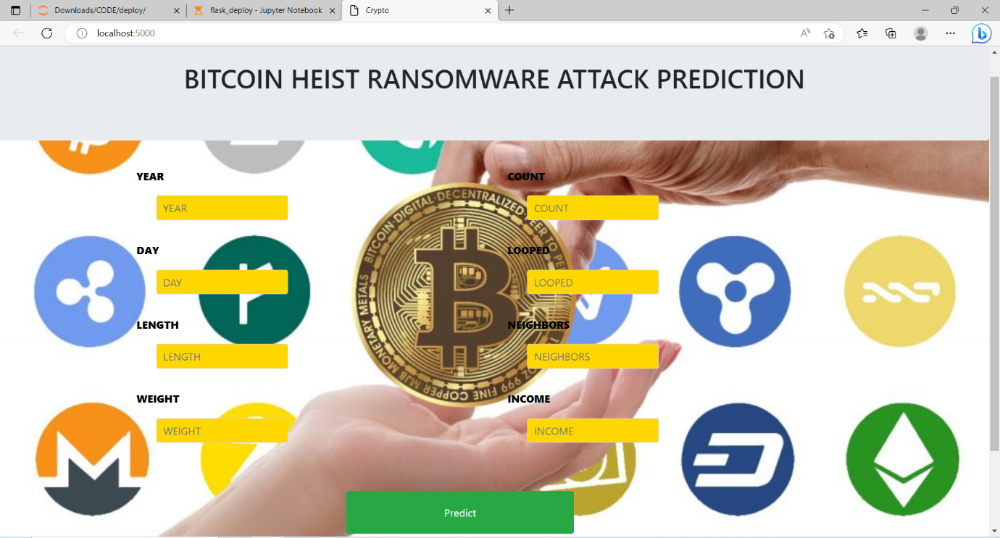 Downloads/CODE/deploy/
flask_deploy - Jupyter Notebook
Crypto
localhost:5000
BITCOIN HEIST RANSOMWARE ATTACK PREDICTION
YEAR
COUNT
YEAR
COUNT
DAY
LOOPED
DAY
LOOPED
LENGTH
NEIGHBORS
LENGTH
NEIGHBORS
WEIGHT
INCOME
WEIGHT
INCOME
Predict
BITCOIN·DIGITAL·DECENTRALIZED
PEER TO PE
999 FINE COPPER MJB MONETARY METALS